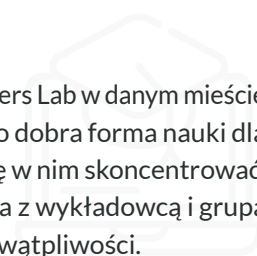 ers Lab w danym mieście
o dobra forma nauki dla
ę w nim skoncentrować
a z wykładowcą i grupą
wątpliwości.